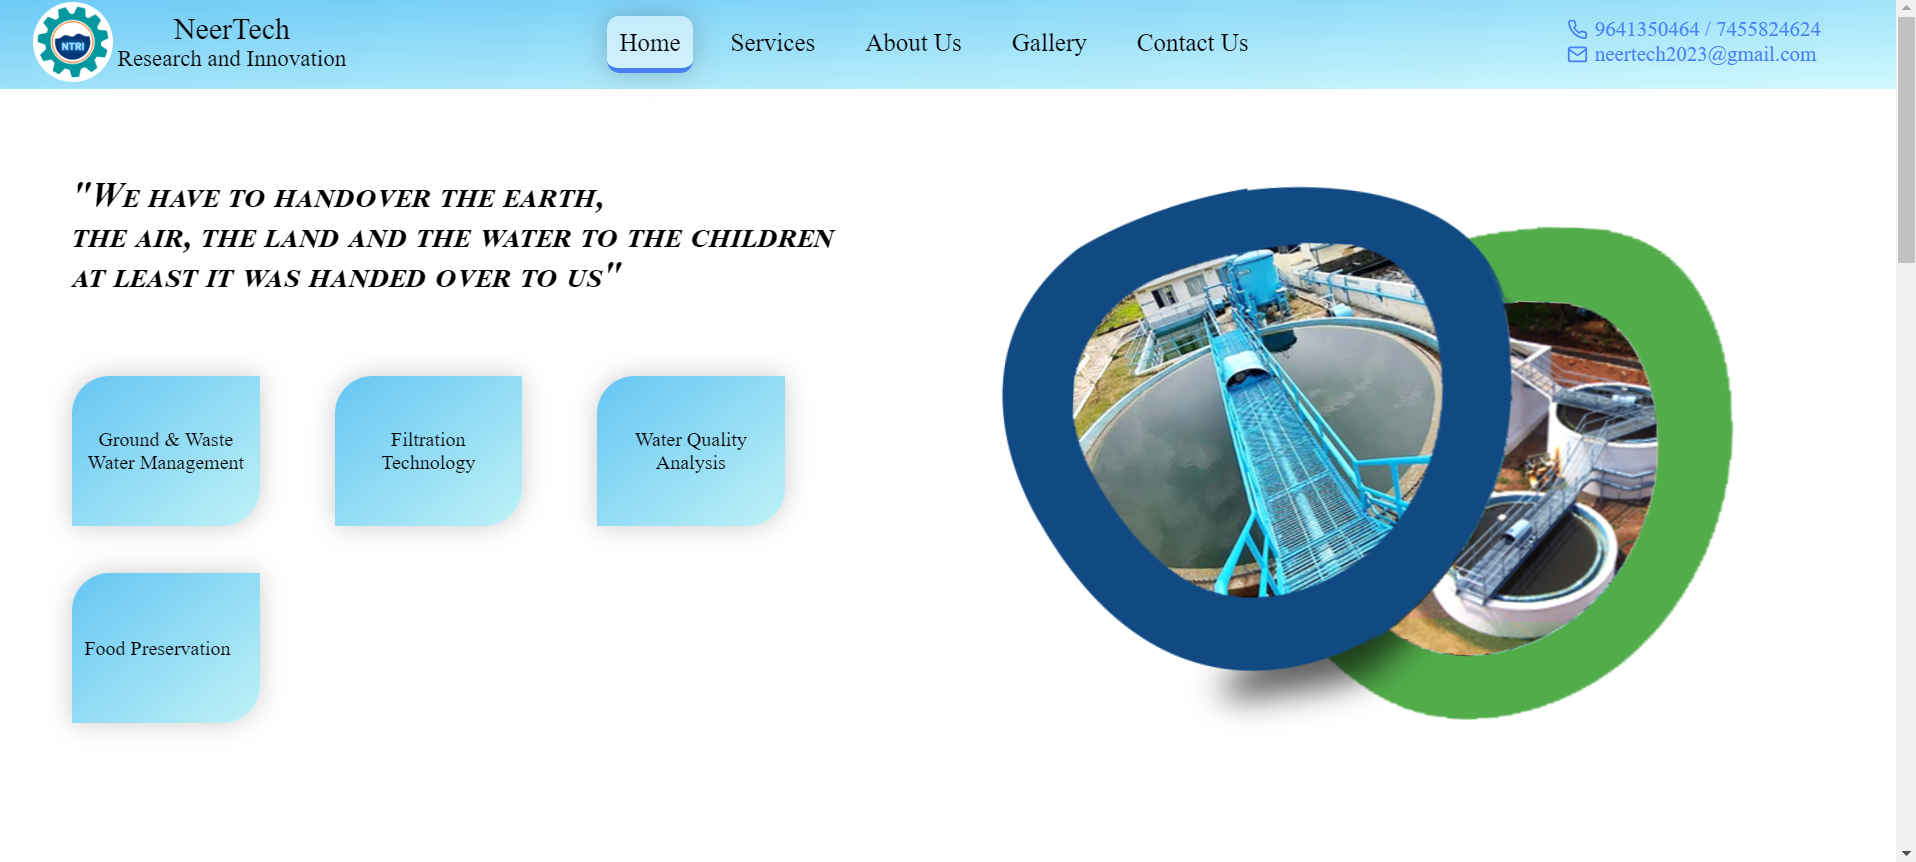 NTRI
NeerTech
Research and Innovation
Home
Services
About Us
Gallery
Contact Us
9641350464 / 7455824624
neertech2023@gmail.com
"We have to handover the earth,
the air, the land and the water to the children
at least it was handed over to us"
Ground & Waste
Water Management
Filtration
Technology
Water Quality
Analysis
Food Preservation